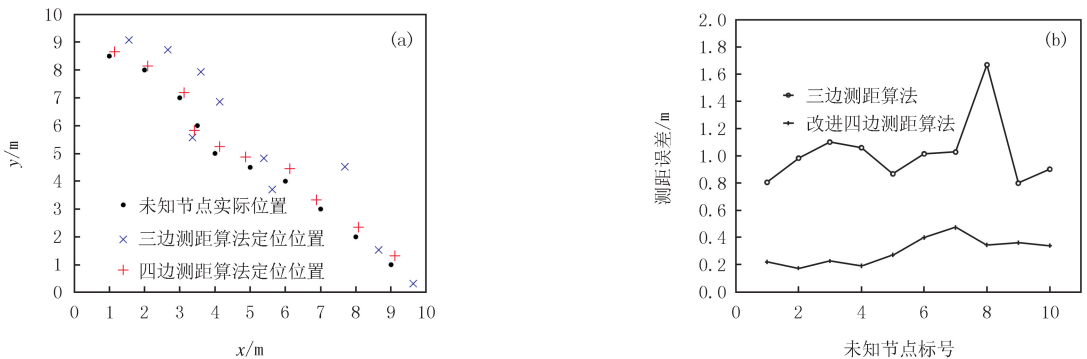 (a)
10
9
8
7
6
5
4
3
2
1
0
y/m
未知节点实际位置
三边测距算法定位位置
四边测距算法定位位置
0 1 2 3 4 5 6 7 8 9 10
x/m
(b)
2.0
1.8
1.6
1.4
1.2
1.0
0.8
0.6
0.4
0.2
0.0
测距误差/m
三边测距算法
改进四边测距算法
0 2 4 6 8 10
未知节点标号